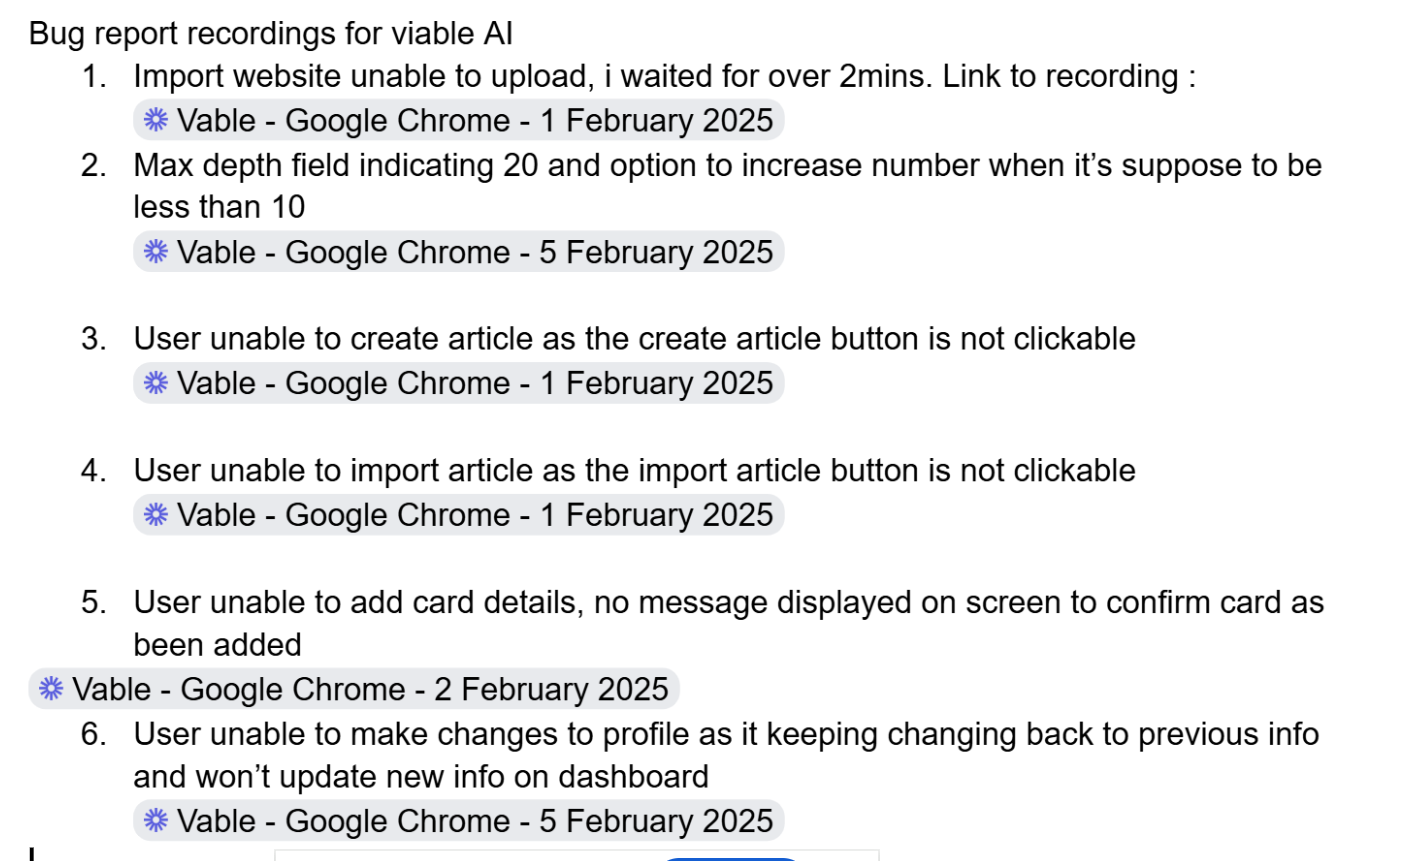 Bug report recordings for viable AI
1. Import website unable to upload, i waited for over 2mins. Link to recording :
Vable - Google Chrome - 1 February 2025
2. Max depth field indicating 20 and option to increase number when it’s suppose to be
less than 10
Vable - Google Chrome - 5 February 2025
3. User unable to create article as the create article button is not clickable
Vable - Google Chrome - 1 February 2025
4. User unable to import article as the import article button is not clickable
Vable - Google Chrome - 1 February 2025
5. User unable to add card details, no message displayed on screen to confirm card as
been added
Vable - Google Chrome - 2 February 2025
6. User unable to make changes to profile as it keeping changing back to previous info
and won’t update new info on dashboard
Vable - Google Chrome - 5 February 2025